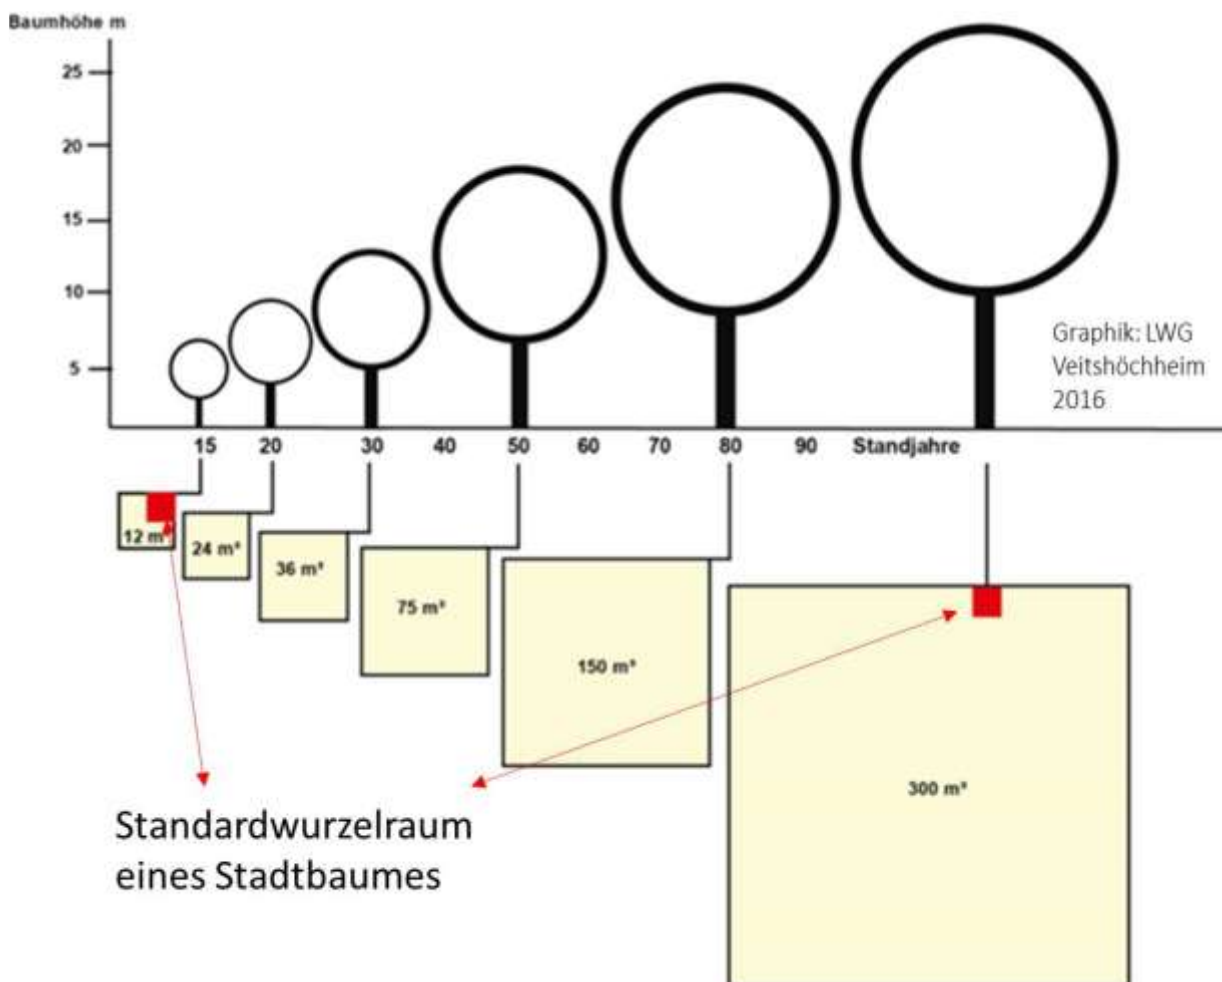 Baumhöhe m
25
20
15
10
5
Graphik: LWG
Veitshöchheim
2016
15 20 30 40 50 60 70 80 90 Standjahre
12 m³
24 m³
36 m³
75 m³
150 m³
300 m³
Standardwurzelraum
eines Stadtbaumes